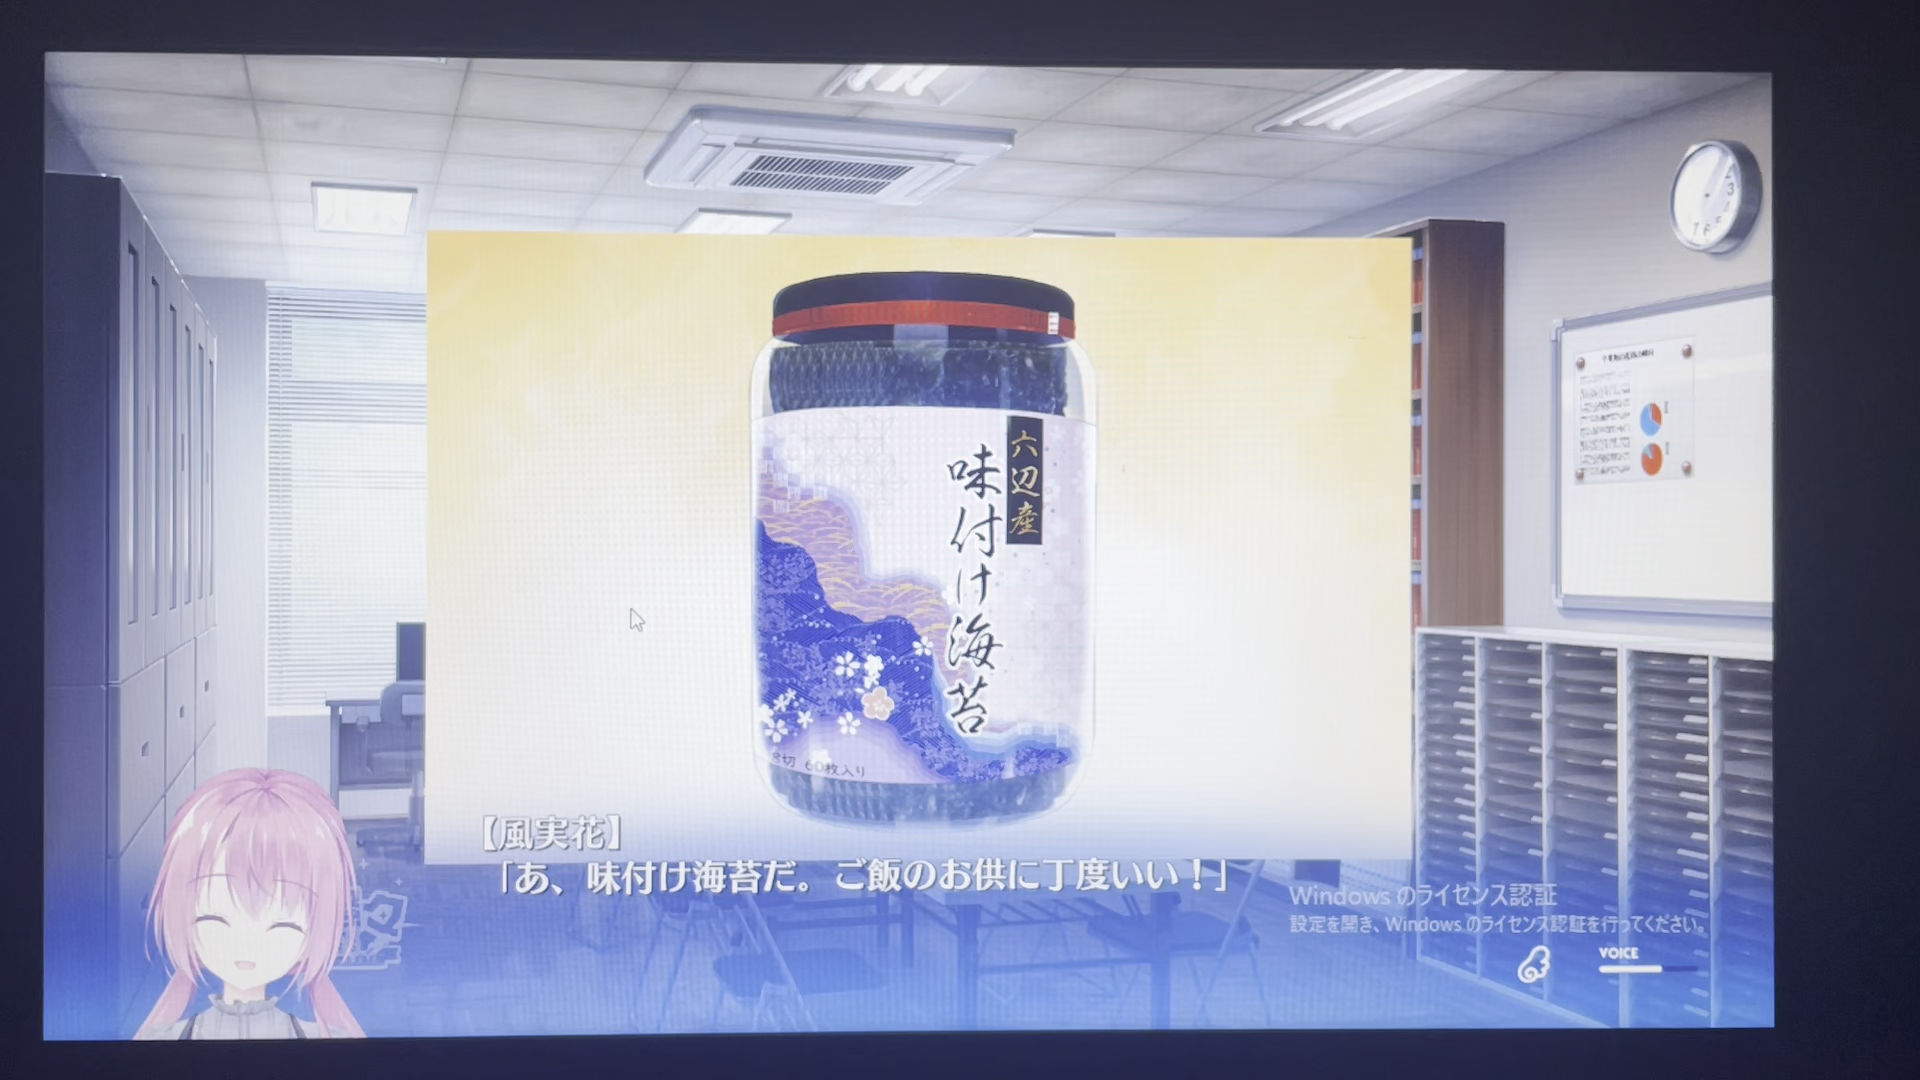 六辺産
味付け海苔
8切 60枚入り
【風実花】
「あ、味付け海苔だ。ご飯のお供に丁度いい！」
Windows のライセンス認証
設定を開き、Windows のライセンス認証を行ってください。
VOICE